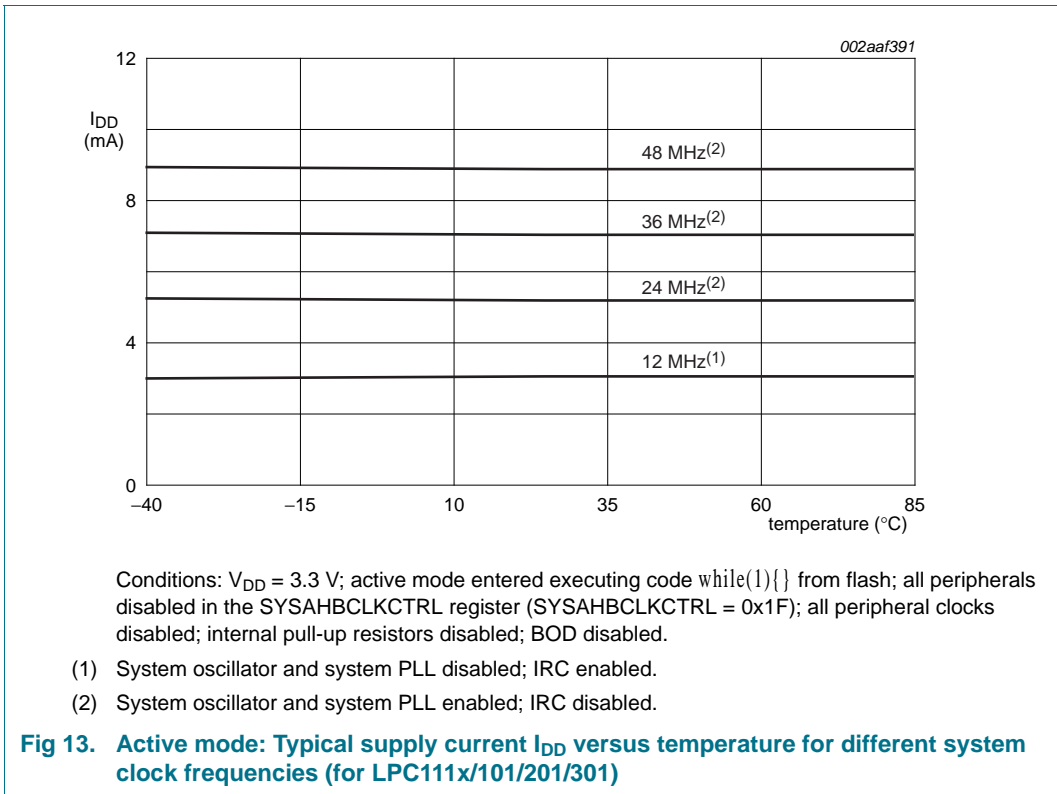 002aaf391
12
I_DD
(mA)
48 MHz(2)
8
36 MHz(2)
24 MHz(2)
4
12 MHz(1)
0
−40 −15 10 35 60 85
temperature (°C)
Conditions: V_DD = 3.3 V; active mode entered executing code while(1){} from flash; all peripherals
disabled in the SYSAHBCLKCTRL register (SYSAHBCLKCTRL = 0x1F); all peripheral clocks
disabled; internal pull-up resistors disabled; BOD disabled.
(1) System oscillator and system PLL disabled; IRC enabled.
(2) System oscillator and system PLL enabled; IRC disabled.
Fig 13. Active mode: Typical supply current I_DD versus temperature for different system
clock frequencies (for LPC111x/101/201/301)